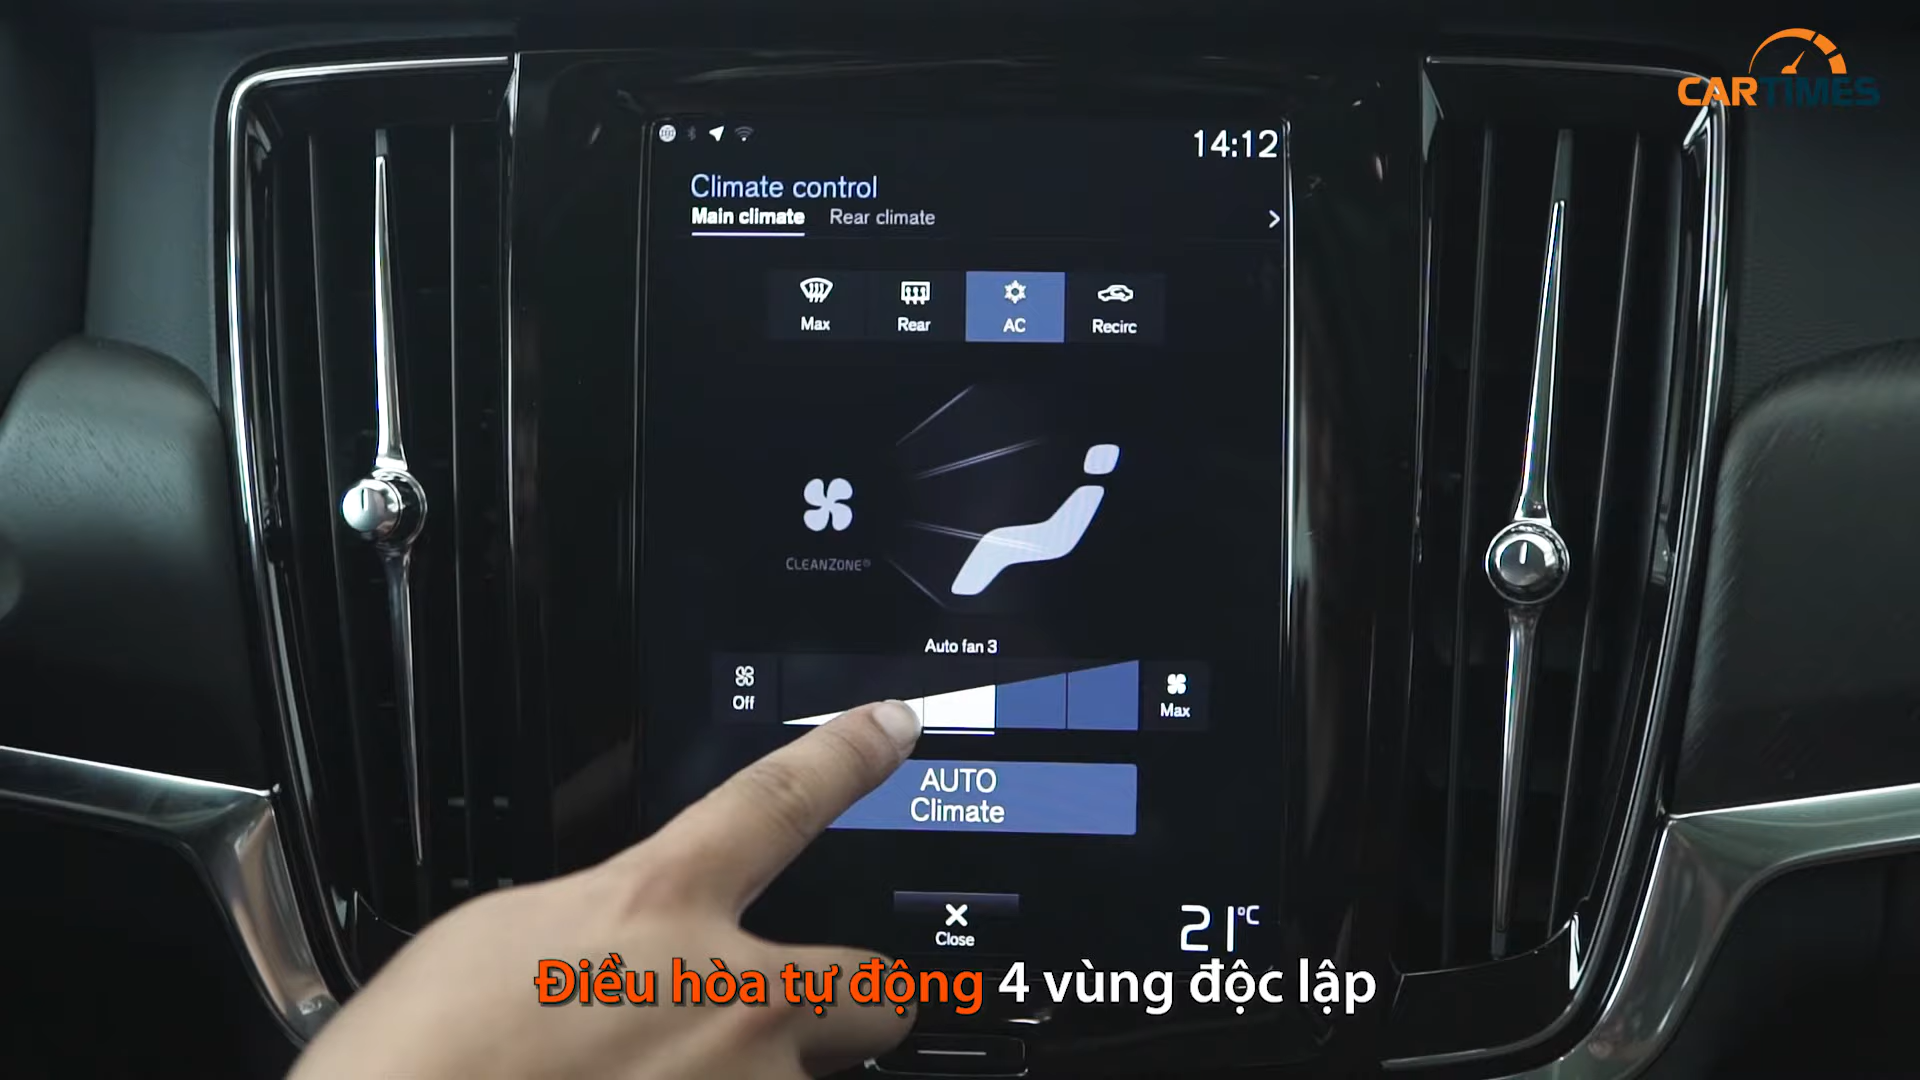 CARTIMES
14:12
Climate control
Main climate Rear climate
Max Rear AC Recirc
CLEANZONE®
Auto fan 3
Off Max
AUTO
Climate
Close
21°C
Điều hòa tự động 4 vùng độc lập